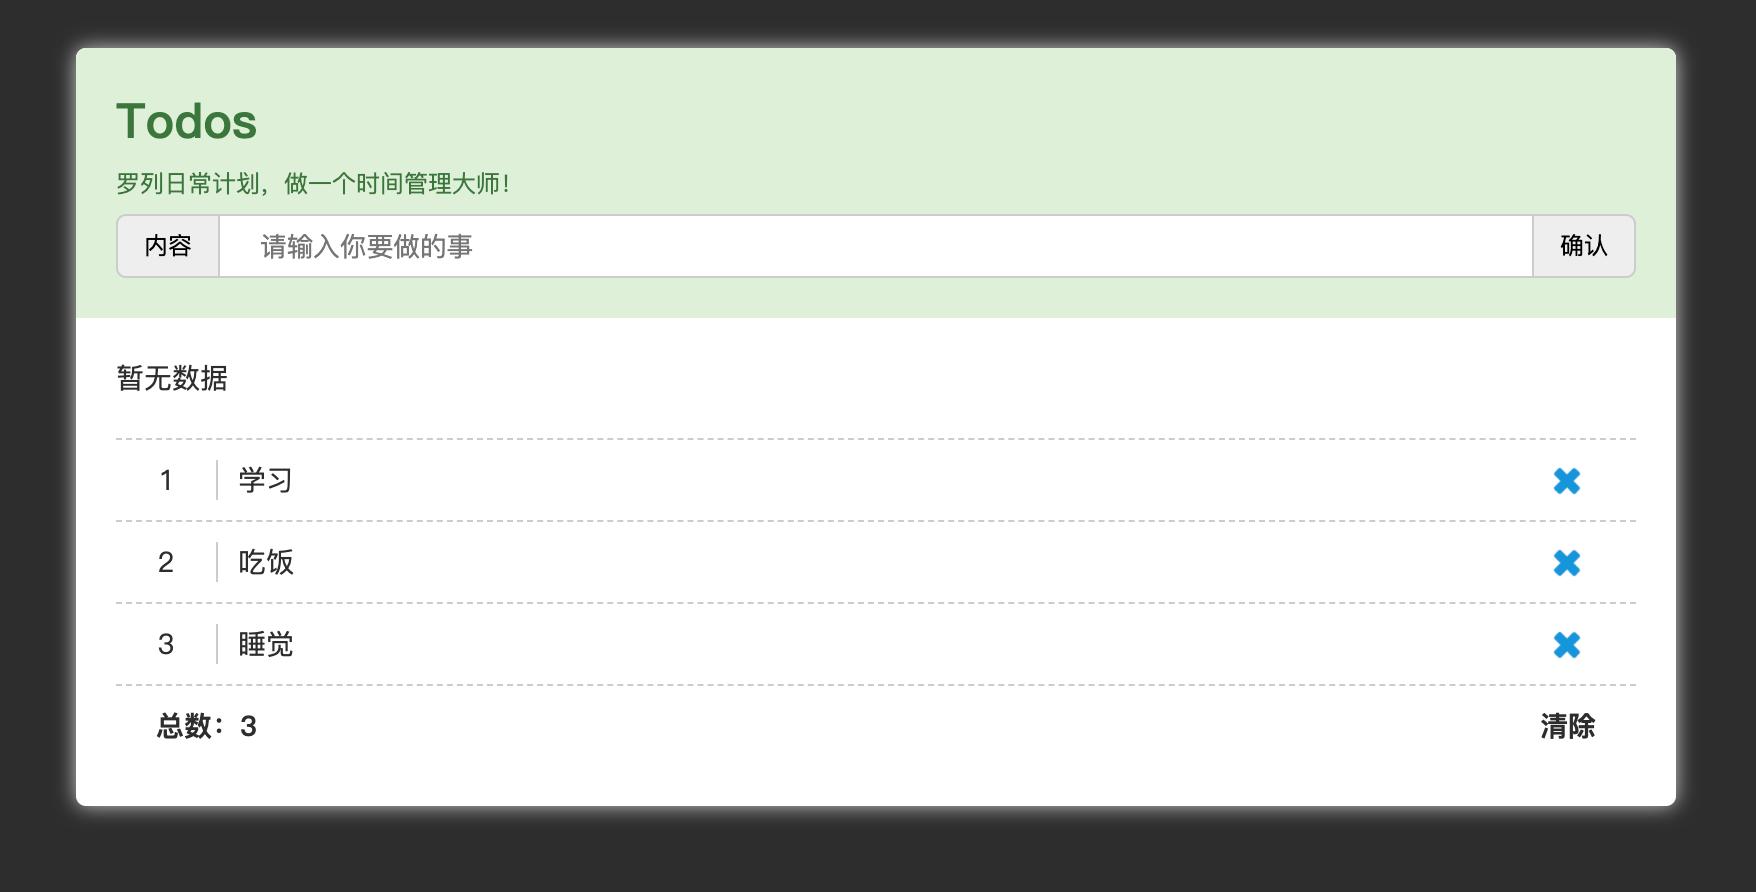 Todos
罗列日常计划，做一个时间管理大师！
内容 请输入你要做的事 确认
暂无数据
1 学习
2 吃饭
3 睡觉
总数：3 清除